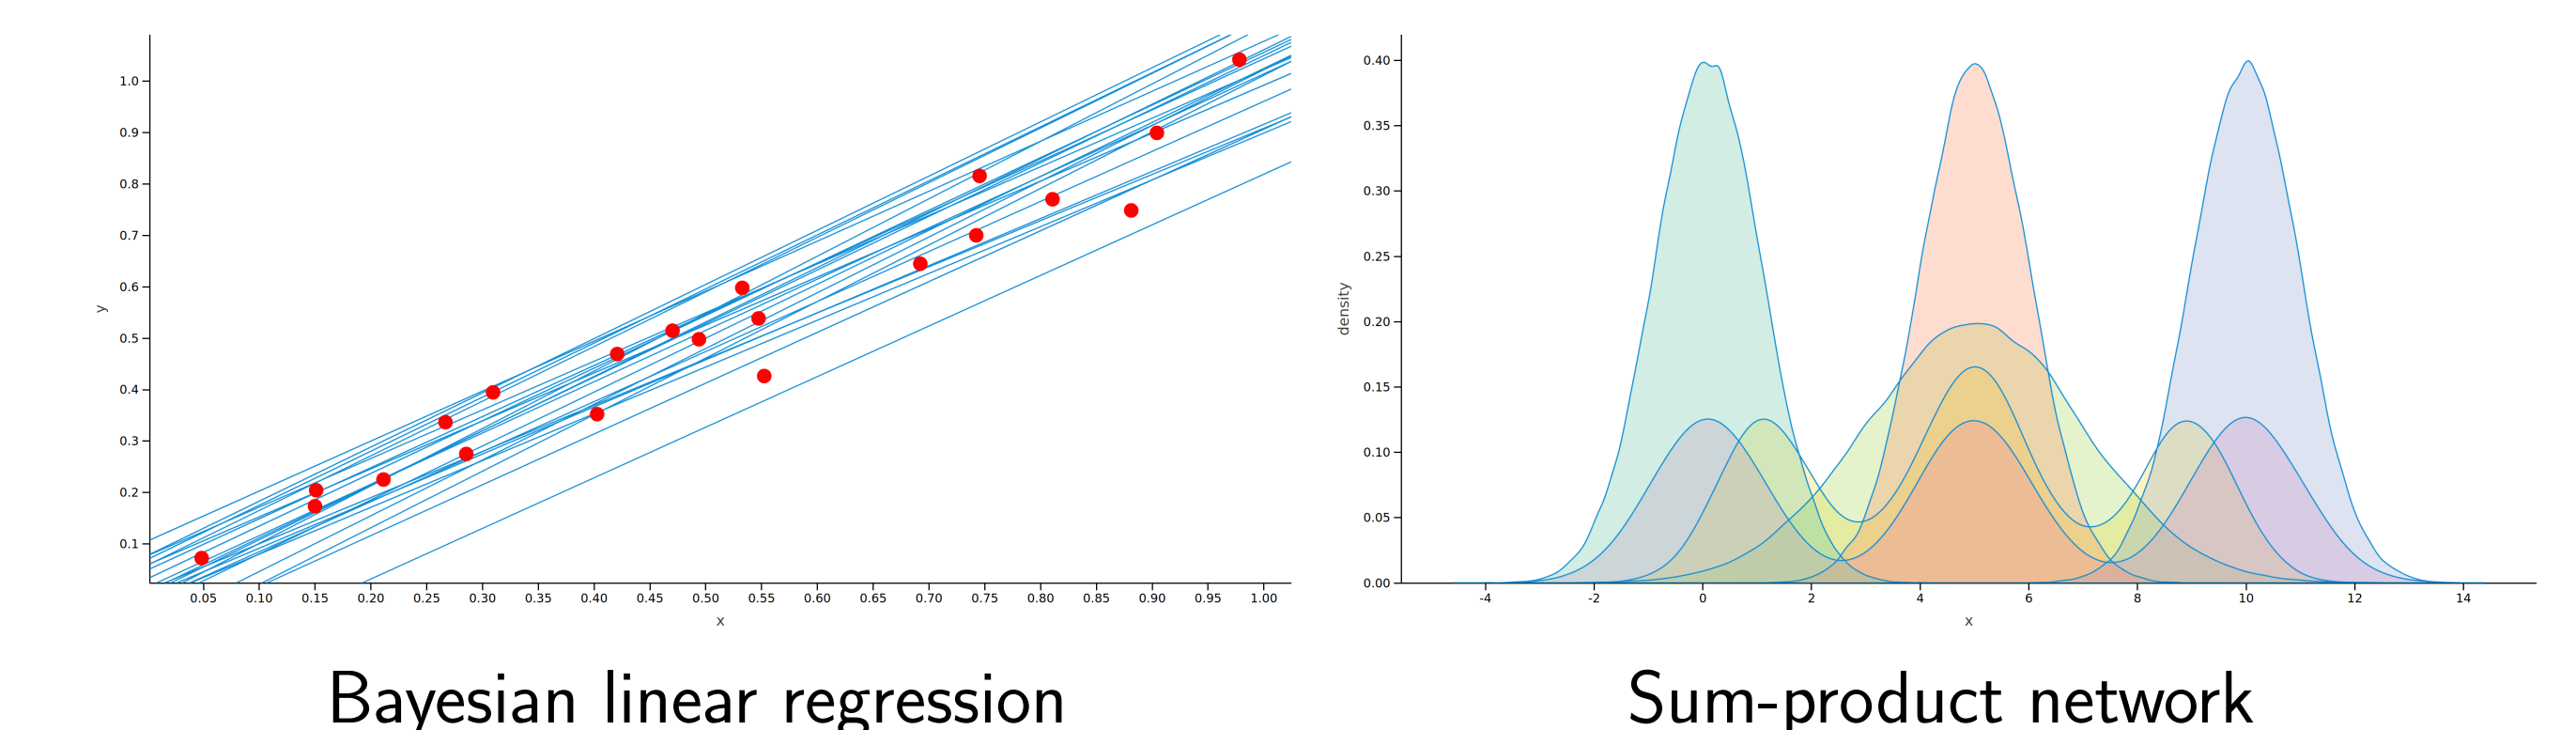 1.0
0.9
0.8
0.7
0.6
0.5
0.4
0.3
0.2
0.1
y
0.05 0.10 0.15 0.20 0.25 0.30 0.35 0.40 0.45 0.50 0.55 0.60 0.65 0.70 0.75 0.80 0.85 0.90 0.95 1.00
x
Bayesian linear regression
0.40
0.35
0.30
0.25
0.20
0.15
0.10
0.05
0.00
density
-4 -2 0 2 4 6 8 10 12 14
x
Sum-product network